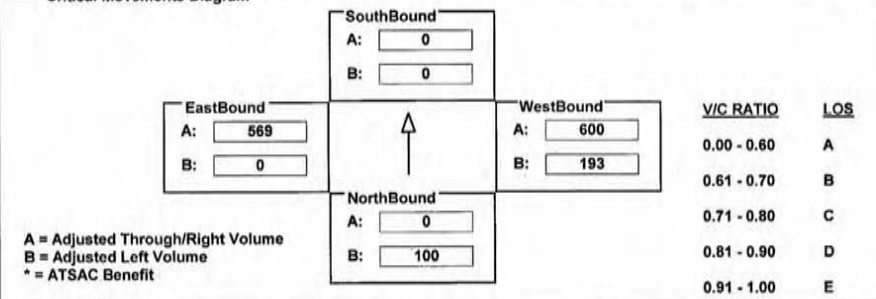 Critical Movements Diagram
SouthBound
A: 0
B: 0
EastBound
A: 569
B: 0
WestBound
A: 600
B: 193
NorthBound
A: 0
B: 100
A = Adjusted Through/Right Volume
B = Adjusted Left Volume
* = ATSAC Benefit
V/C RATIO LOS
0.00 - 0.60 A
0.61 - 0.70 B
0.71 - 0.80 C
0.81 - 0.90 D
0.91 - 1.00 E